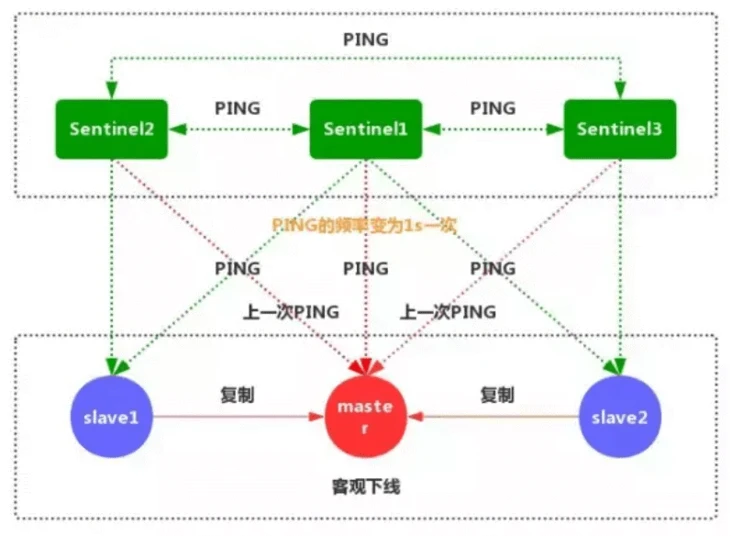 PING
PING
PING
Sentinel2
Sentinel1
Sentinel3
PING的频率变为1s一次
PING
PING
PING
上一次PING
上一次PING
复制
复制
slave1
maste
r
slave2
客观下线